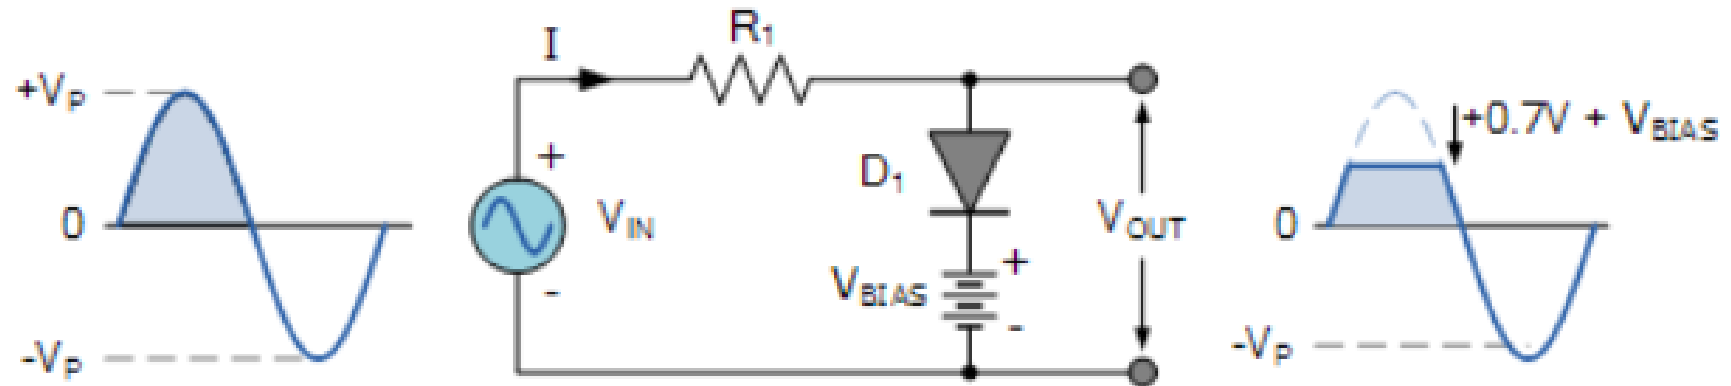 +VP
0
-VP
I
R1
+
VIN
-
D1
VBIAS
+
-
VOUT
+0.7V + VBIAS
0
-VP